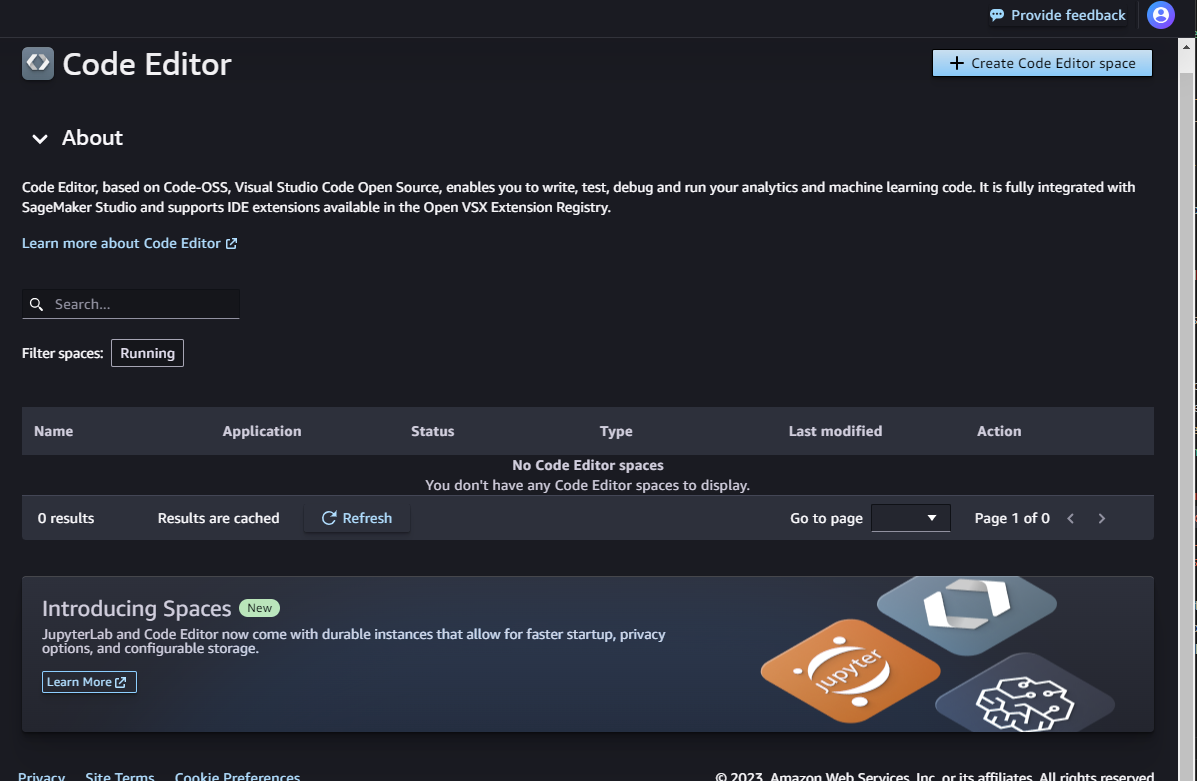 Provide feedback
Code Editor
Create Code Editor space
About
Code Editor, based on Code-OSS, Visual Studio Code Open Source, enables you to write, test, debug and run your analytics and machine learning code. It is fully integrated with
SageMaker Studio and supports IDE extensions available in the Open VSX Extension Registry.
Learn more about Code Editor
Search...
Filter spaces: Running
Name Application Status Type Last modified Action
No Code Editor spaces
You don't have any Code Editor spaces to display.
0 results Results are cached Refresh Go to page Page 1 of 0
Introducing Spaces New
JupyterLab and Code Editor now come with durable instances that allow for faster startup, privacy
options, and configurable storage.
Learn More
jupyter
Privacy Site Terms Cookie Preferences © 2023, Amazon Web Services, Inc. or its affiliates. All rights reserved